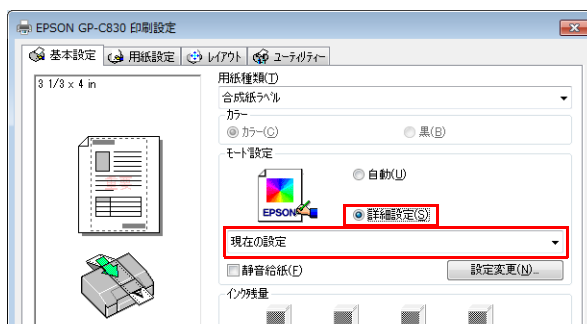 EPSON GP-C830 印刷設定
基本設定 用紙設定 レイアウト ユーティリティー
3 1/3 x 4 in
用紙種類(T)
合成紙ラベル
カラー
カラー(C) 黒(B)
モード設定
自動(U)
EPSON
詳細設定(S)
現在の設定
静音給紙(F) 設定変更(N)...
インク残量
重要